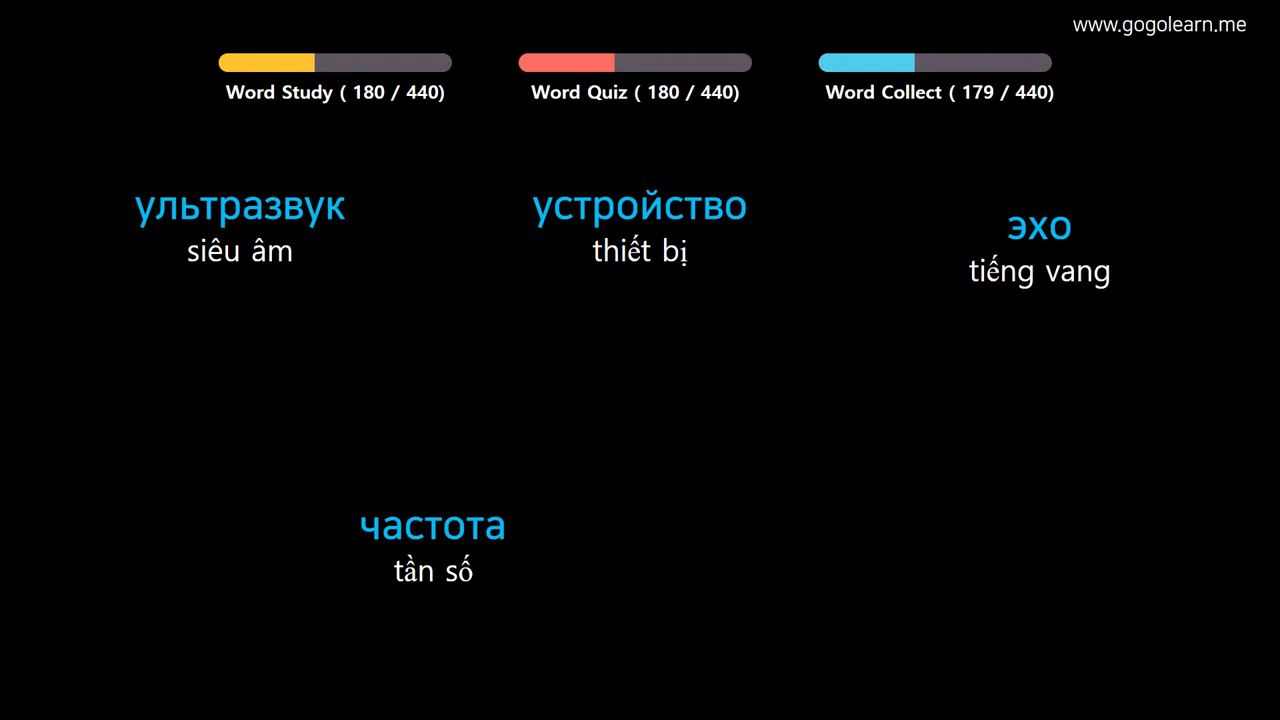 www.gogolearn.me
Word Study ( 180 / 440)
Word Quiz ( 180 / 440)
Word Collect ( 179 / 440)
ультразвук
siêu âm
устройство
thiết bị
эхо
tiếng vang
частота
tần số